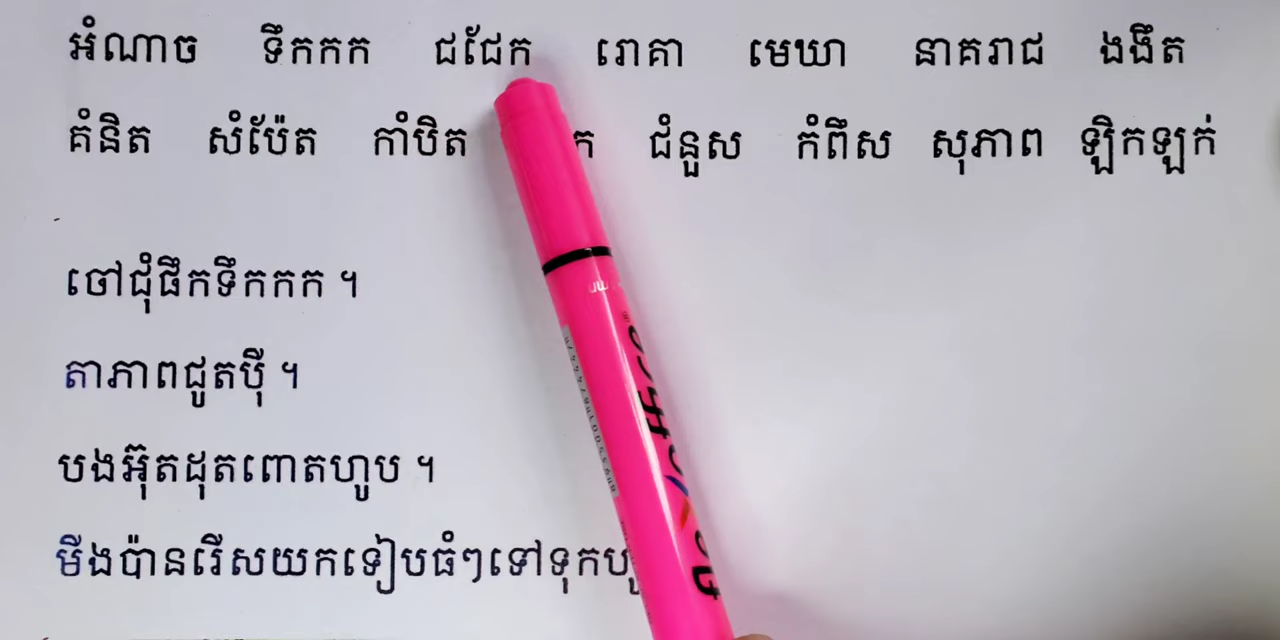 អំណាច ទឹកកក ជជែក រោគា មេឃា នាគរាជ ងងឹត
គំនិត សំប៉ែត កាំបិត ជំនួស កំពឹស សុភាព ឡិកឡក់
ចៅជុំផឹកទឹកកក ។
តាភាពជូតប៉ី ។
បងអ៊ុតដុតពោតហូប ។
មីងប៉ានរើសយកទៀបធំៗទៅទុក